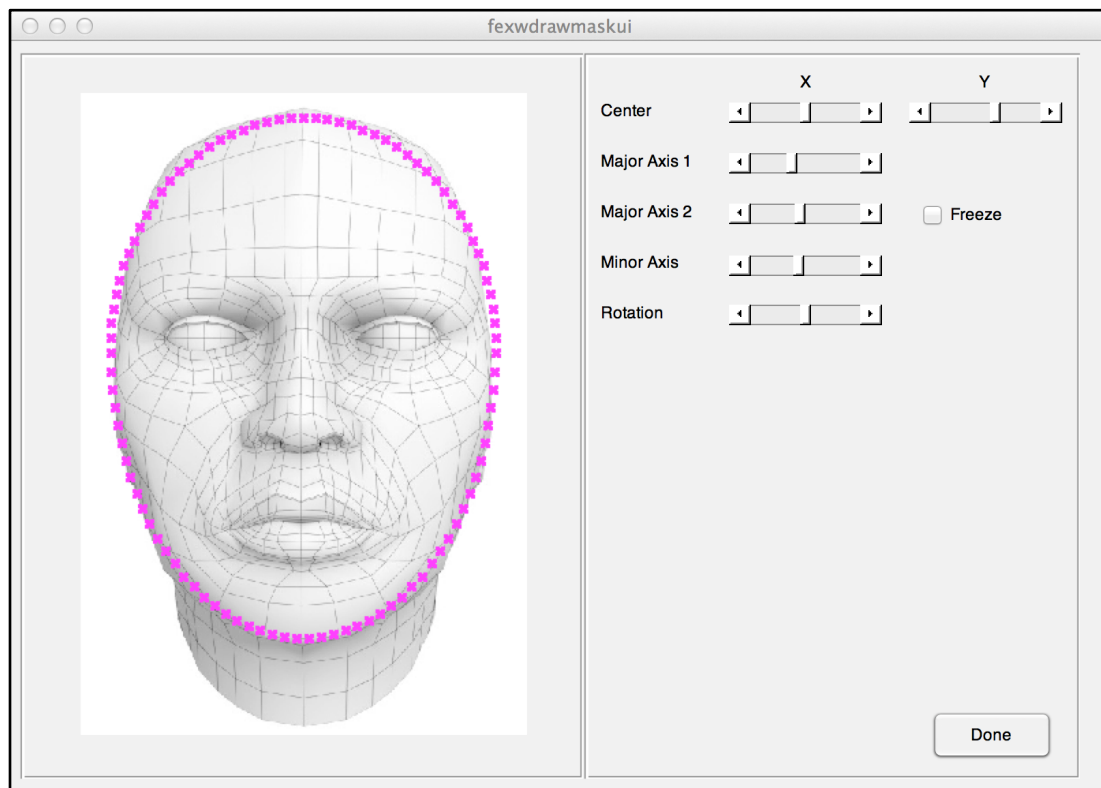 fexwdrawmaskui
X Y
Center
Major Axis 1
Major Axis 2 Freeze
Minor Axis
Rotation
Done